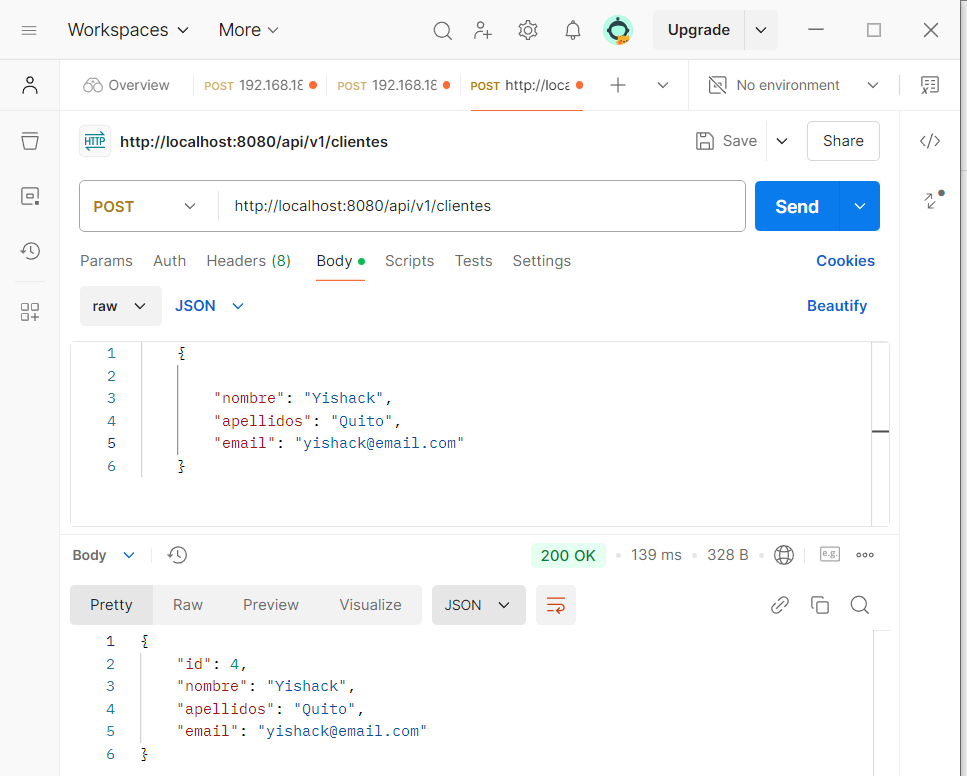 Workspaces More Upgrade
Overview POST 192.168.18 POST 192.168.18 POST http://loca No environment
HTTP http://localhost:8080/api/v1/clientes Save Share
POST http://localhost:8080/api/v1/clientes Send
Params Auth Headers (8) Body Scripts Tests Settings Cookies
raw JSON Beautify
1 {
2
3 "nombre": "Yishack",
4 "apellidos": "Quito",
5 "email": "yishack@email.com"
6 }
Body 200 OK 139 ms 328 B e.g.
Pretty Raw Preview Visualize JSON
1 {
2 "id": 4,
3 "nombre": "Yishack",
4 "apellidos": "Quito",
5 "email": "yishack@email.com"
6 }